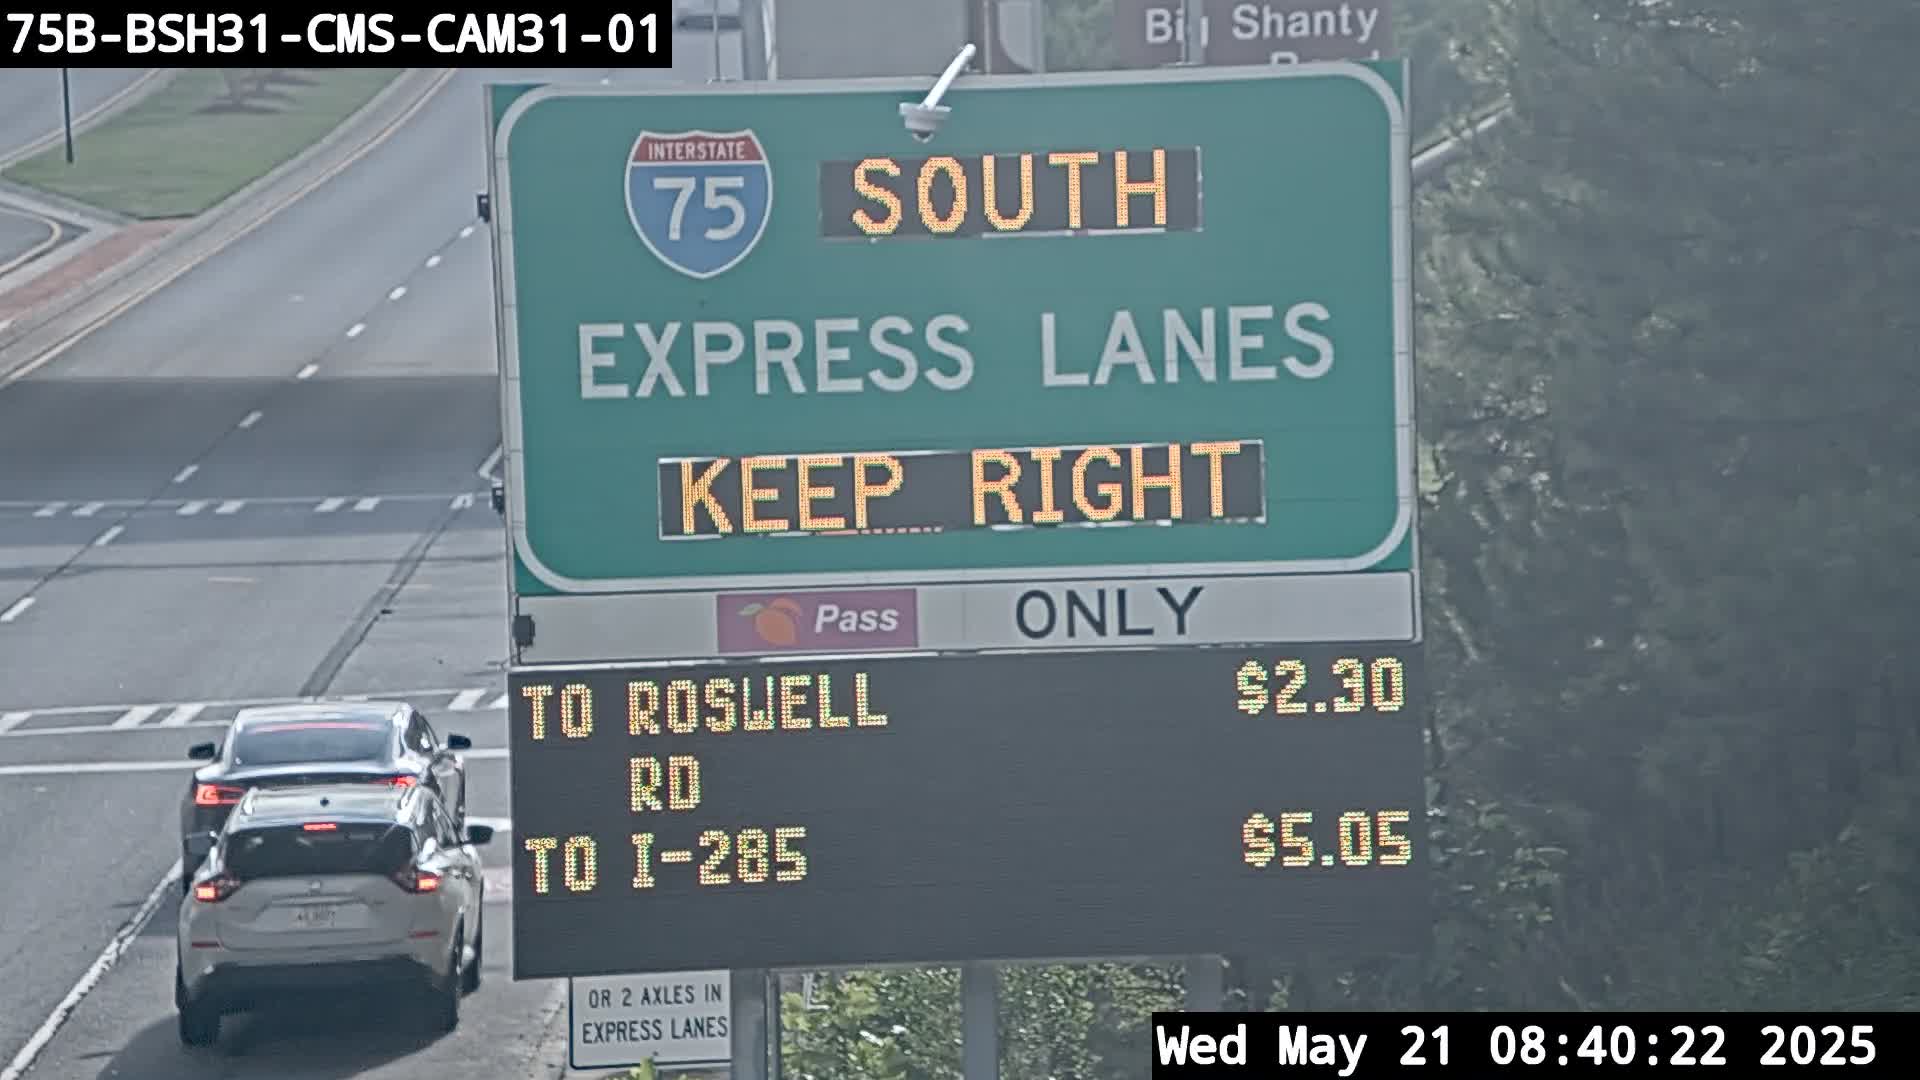 75B-BSH31-CMS-CAM31-01
Big Shanty
INTERSTATE
75
SOUTH
EXPRESS LANES
KEEP RIGHT
Pass ONLY
TO ROSWELL $2.30
RD
TO I-285 $5.05
OR 2 AXLES IN
EXPRESS LANES
Wed May 21 08:40:22 2025